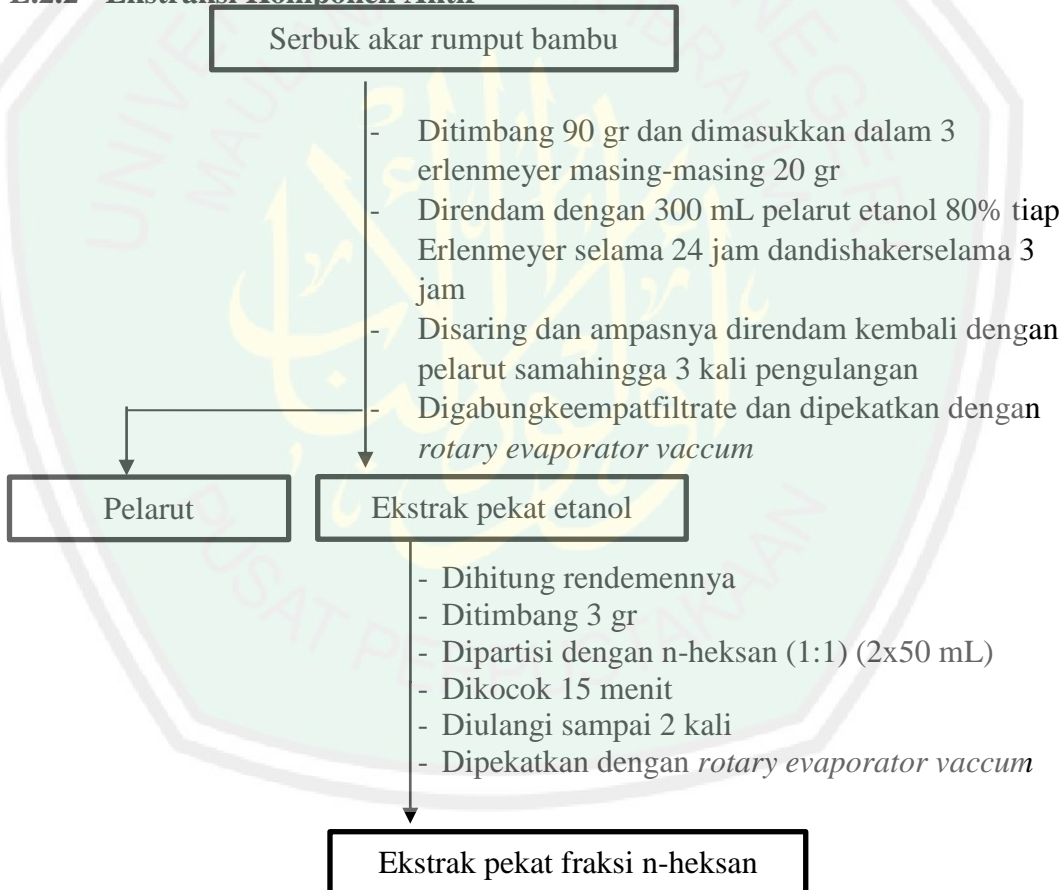 Serbuk akar rumput bambu
- Ditimbang 90 gr dan dimasukkan dalam 3
erlenmeyer masing-masing 20 gr
- Direndam dengan 300 mL pelarut etanol 80% tiap
Erlenmeyer selama 24 jam dandishakerselama 3
jam
- Disaring dan ampasnya direndam kembali dengan
pelarut samahingga 3 kali pengulangan
- Digabungkeempatfiltrate dan dipekatkan dengan
rotary evaporator vaccum
Pelarut
Ekstrak pekat etanol
- Dihitung rendemennya
- Ditimbang 3 gr
- Dipartisi dengan n-heksan (1:1) (2x50 mL)
- Dikocok 15 menit
- Diulangi sampai 2 kali
- Dipekatkan dengan rotary evaporator vaccum
Ekstrak pekat fraksi n-heksan
PUSAT PERPUSTAKAAN